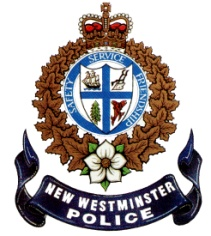 SAFETY SERVICE FRIENDSHIP
NEW WESTMINSTER
POLICE